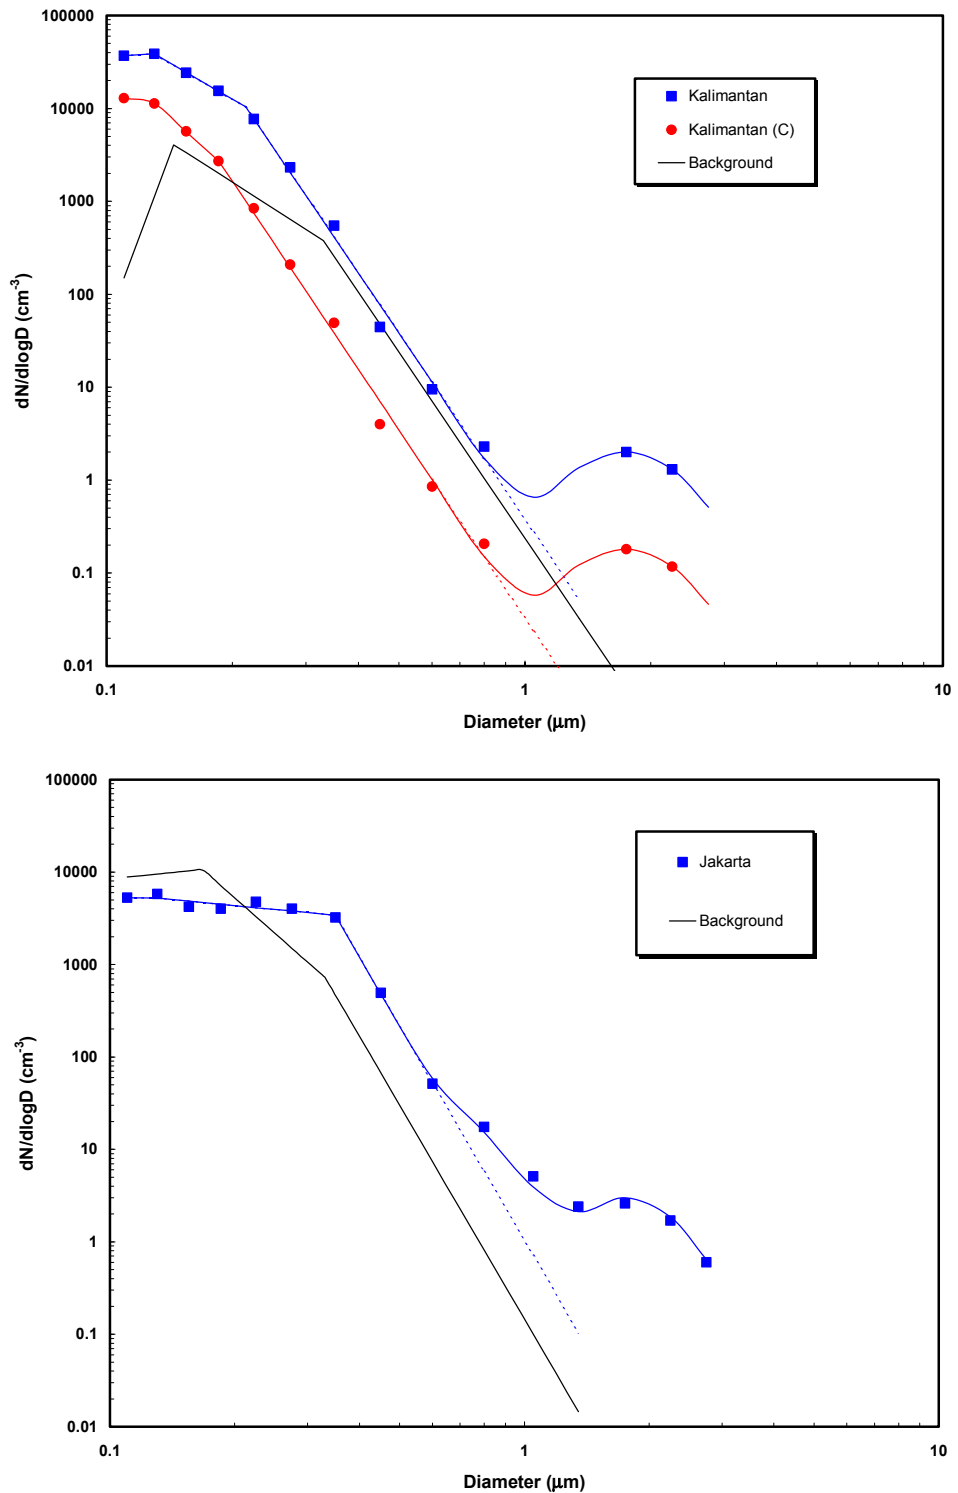 100000
10000
1000
100
10
1
0.1
0.01
dN/dlogD (cm-3)
Kalimantan
Kalimantan (C)
Background
0.1
1
10
Diameter (μm)
100000
10000
1000
100
10
1
0.1
0.01
dN/dlogD (cm-3)
Jakarta
Background
0.1
1
10
Diameter (μm)